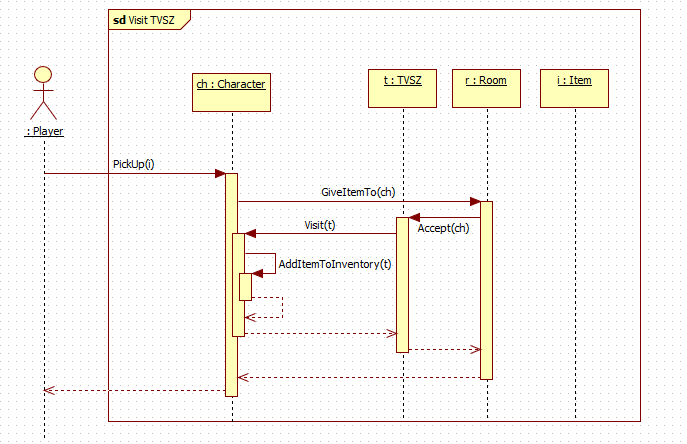 sd Visit TVSZ
ch : Character
t : TVSZ
r : Room
i : Item
: Player
PickUp(i)
GiveItemTo(ch)
Accept(ch)
Visit(t)
AddItemToInventory(t)